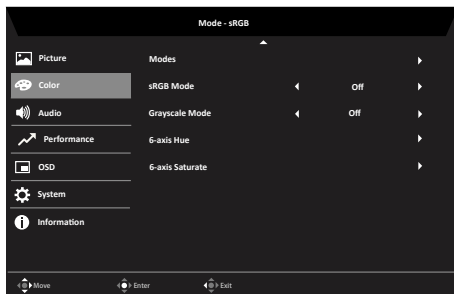 Mode - sRGB
Picture
Color
Audio
Performance
OSD
System
Information
Modes
sRGB Mode Off
Grayscale Mode Off
6-axis Hue
6-axis Saturate
Move Enter Exit